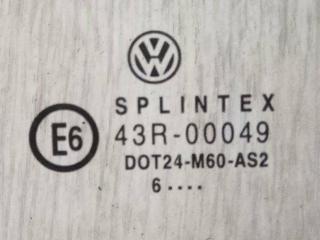 SPLINTEX
E6 43R-00049
DOT24-M60-AS2
6 ....